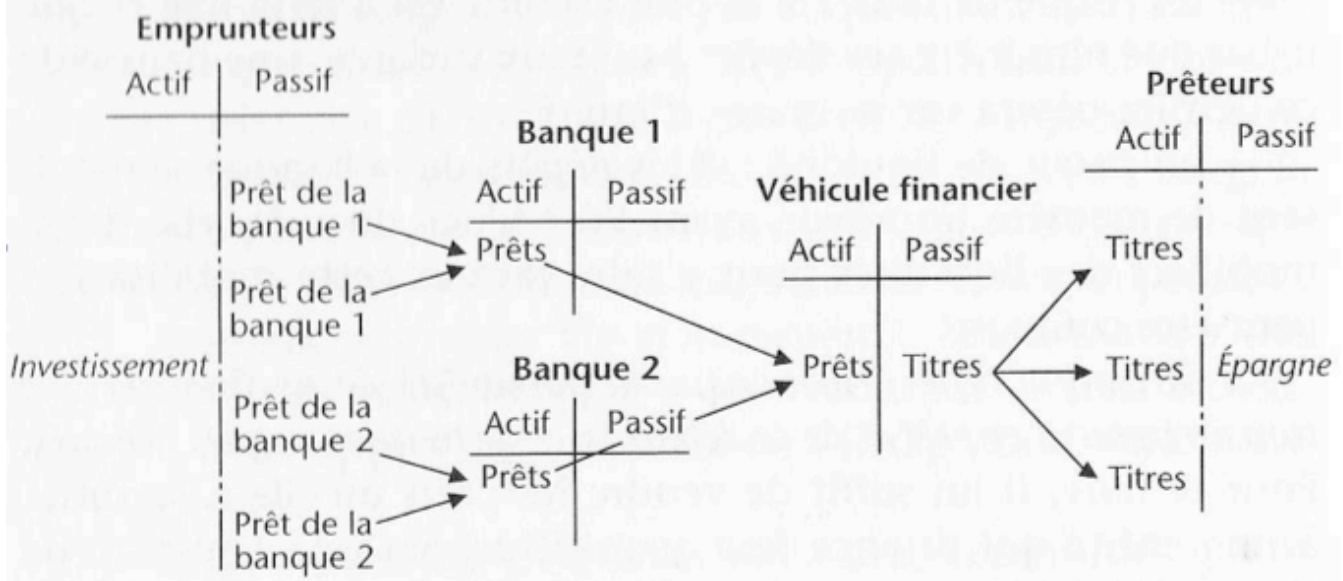 Emprunteurs
Actif Passif
Prêteurs
Actif Passif
Banque 1
Actif Passif
Véhicule financier
Actif Passif
Prêt de la
banque 1
Prêts
Prêt de la
banque 1
Titres
Investissement
Banque 2
Prêts Titres
Titres Épargne
Actif Passif
Prêt de la
banque 2
Prêts
Titres
Prêt de la
banque 2